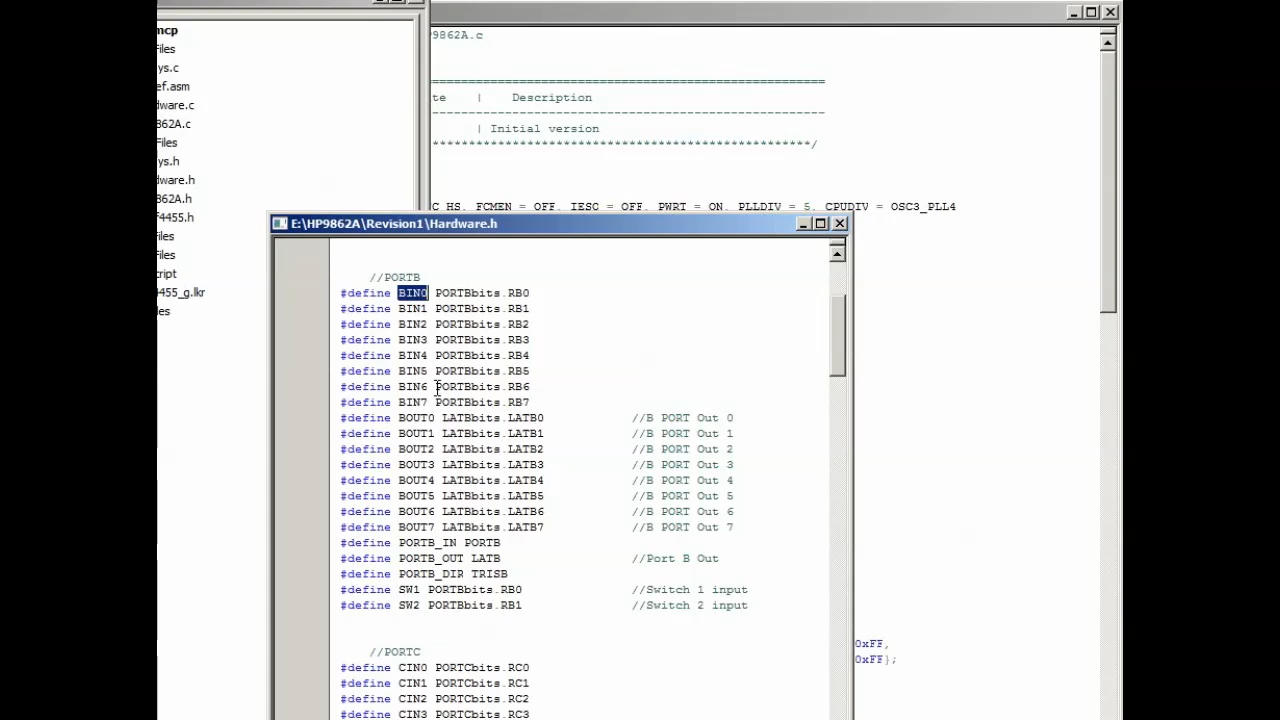 mcp
Files
ys.c
ef.asm
dware.c
862A.c
Files
ys.h
dware.h
862A.h
f4455.h
Files
Files
cript
4455_g.lkr
les
9862A.c
te | Description
| Initial version
*/
C HS, FCMEN = OFF, IESC = OFF, PWRT = ON, PLLDIV = 5, CPUDIV = OSC3_PLL4
E:\HP9862A\Revision1\Hardware.h
//PORTB
#define BIN0 PORTBbits.RB0
#define BIN1 PORTBbits.RB1
#define BIN2 PORTBbits.RB2
#define BIN3 PORTBbits.RB3
#define BIN4 PORTBbits.RB4
#define BIN5 PORTBbits.RB5
#define BIN6 PORTBbits.RB6
#define BIN7 PORTBbits.RB7
#define BOUT0 LATBbits.LATB0 //B PORT Out 0
#define BOUT1 LATBbits.LATB1 //B PORT Out 1
#define BOUT2 LATBbits.LATB2 //B PORT Out 2
#define BOUT3 LATBbits.LATB3 //B PORT Out 3
#define BOUT4 LATBbits.LATB4 //B PORT Out 4
#define BOUT5 LATBbits.LATB5 //B PORT Out 5
#define BOUT6 LATBbits.LATB6 //B PORT Out 6
#define BOUT7 LATBbits.LATB7 //B PORT Out 7
#define PORTB_IN PORTB
#define PORTB_OUT LATB //Port B Out
#define PORTB_DIR TRISB
#define SW1 PORTBbits.RB0 //Switch 1 input
#define SW2 PORTBbits.RB1 //Switch 2 input
//PORTC
#define CIN0 PORTCbits.RC0
#define CIN1 PORTCbits.RC1
#define CIN2 PORTCbits.RC2
#define CIN3 PORTCbits.RC3
0xFF,
0xFF};